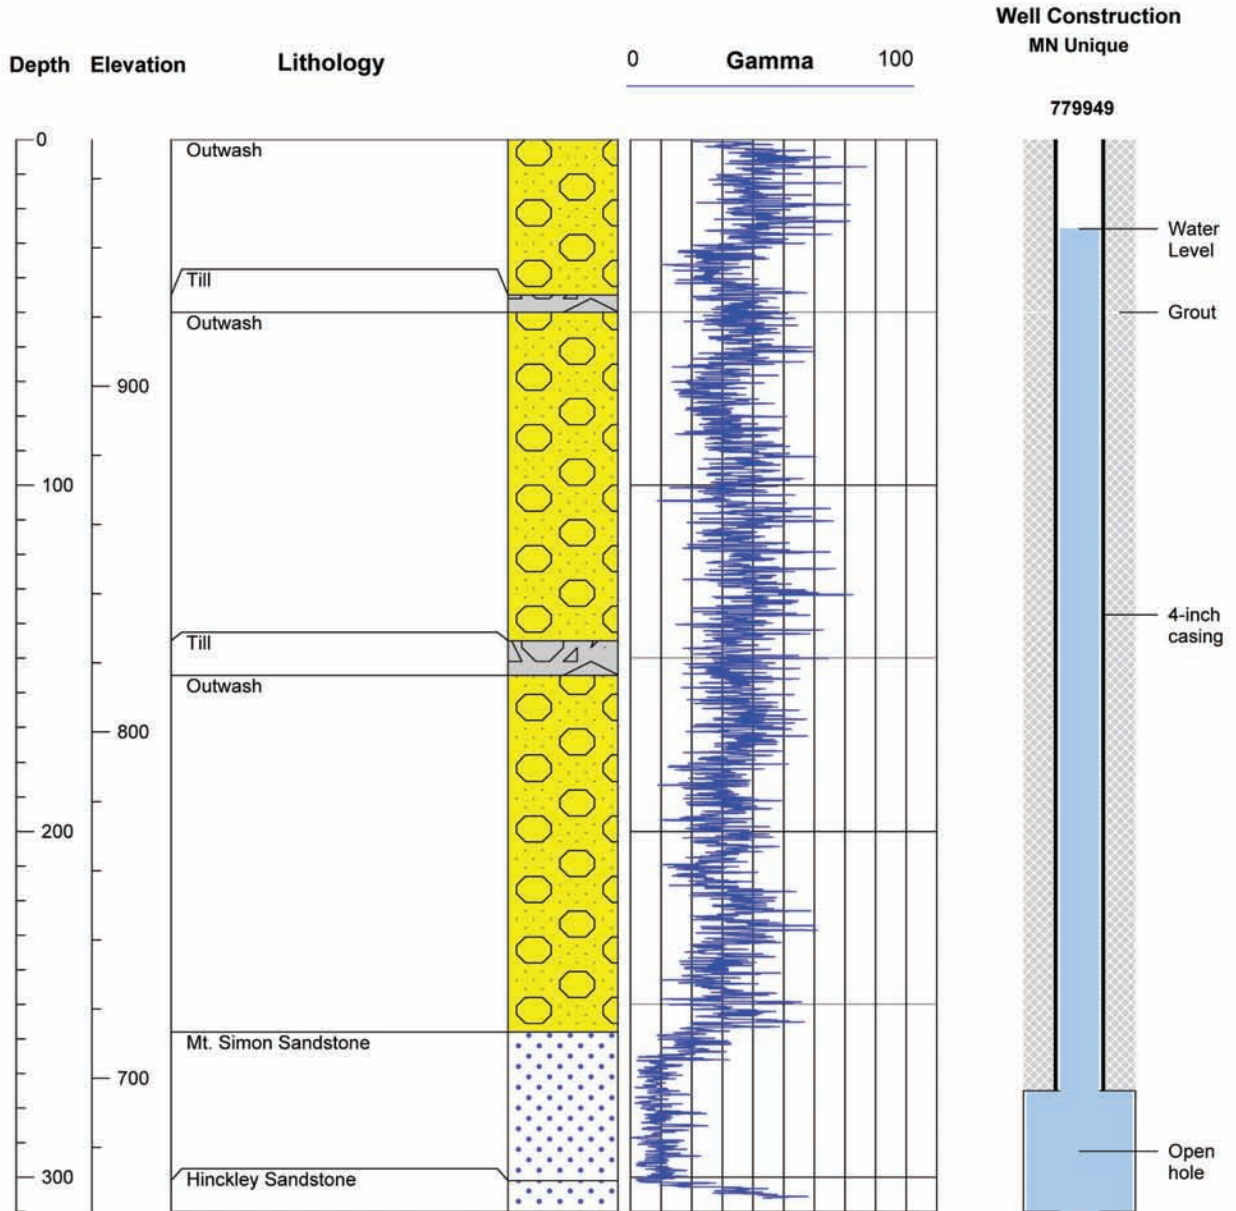 Well Construction
MN Unique
Depth Elevation Lithology 0 Gamma 100
779949
0
Outwash
Water
Level
Till
Grout
Outwash
900
100
4-inch
casing
Till
Outwash
800
200
Mt. Simon Sandstone
700
Open
hole
300
Hinckley Sandstone